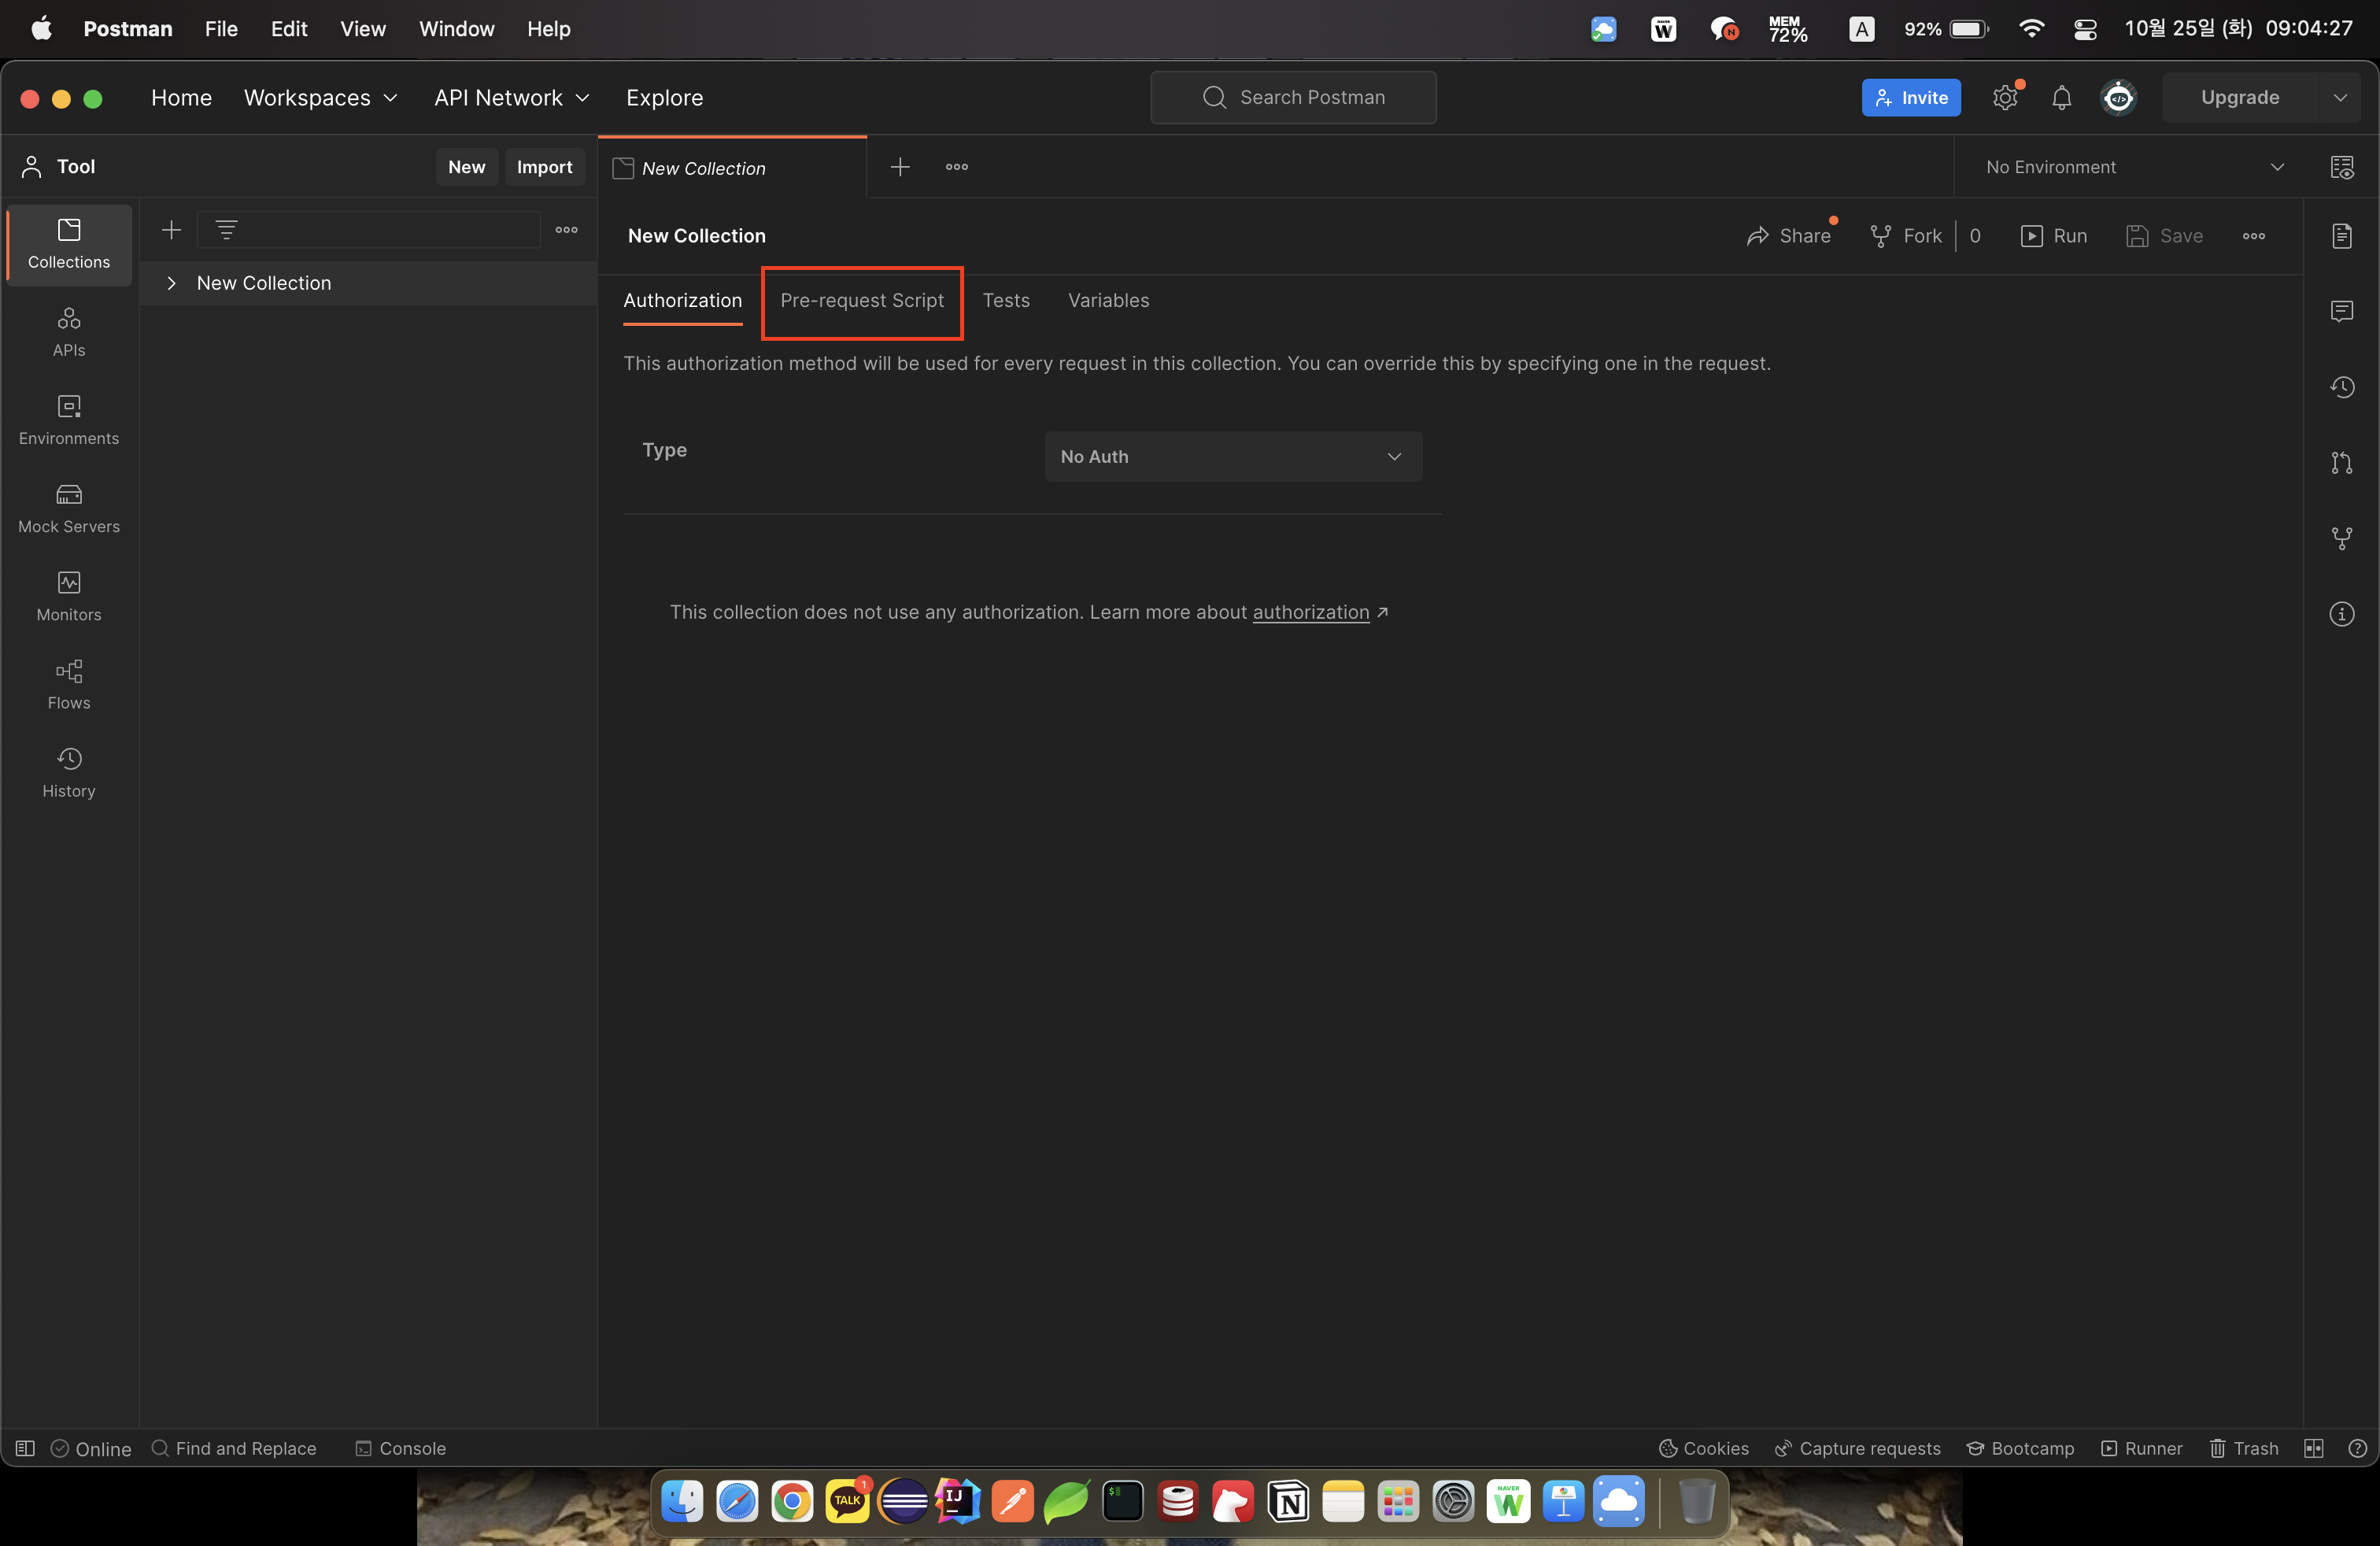 Postman File Edit View Window Help W MEM 72% A 92% 10월 25일 (화) 09:04:27
Home Workspaces API Network Explore Search Postman Invite Upgrade
Tool New Import New Collection No Environment
Collections
APIs
Environments
Mock Servers
Monitors
Flows
History
New Collection
New Collection Share Fork 0 Run Save
Authorization Pre-request Script Tests Variables
This authorization method will be used for every request in this collection. You can override this by specifying one in the request.
Type No Auth
This collection does not use any authorization. Learn more about authorization
Online Find and Replace Console Cookies Capture requests Bootcamp Runner Trash
TALK 1 IJ N NAVER W